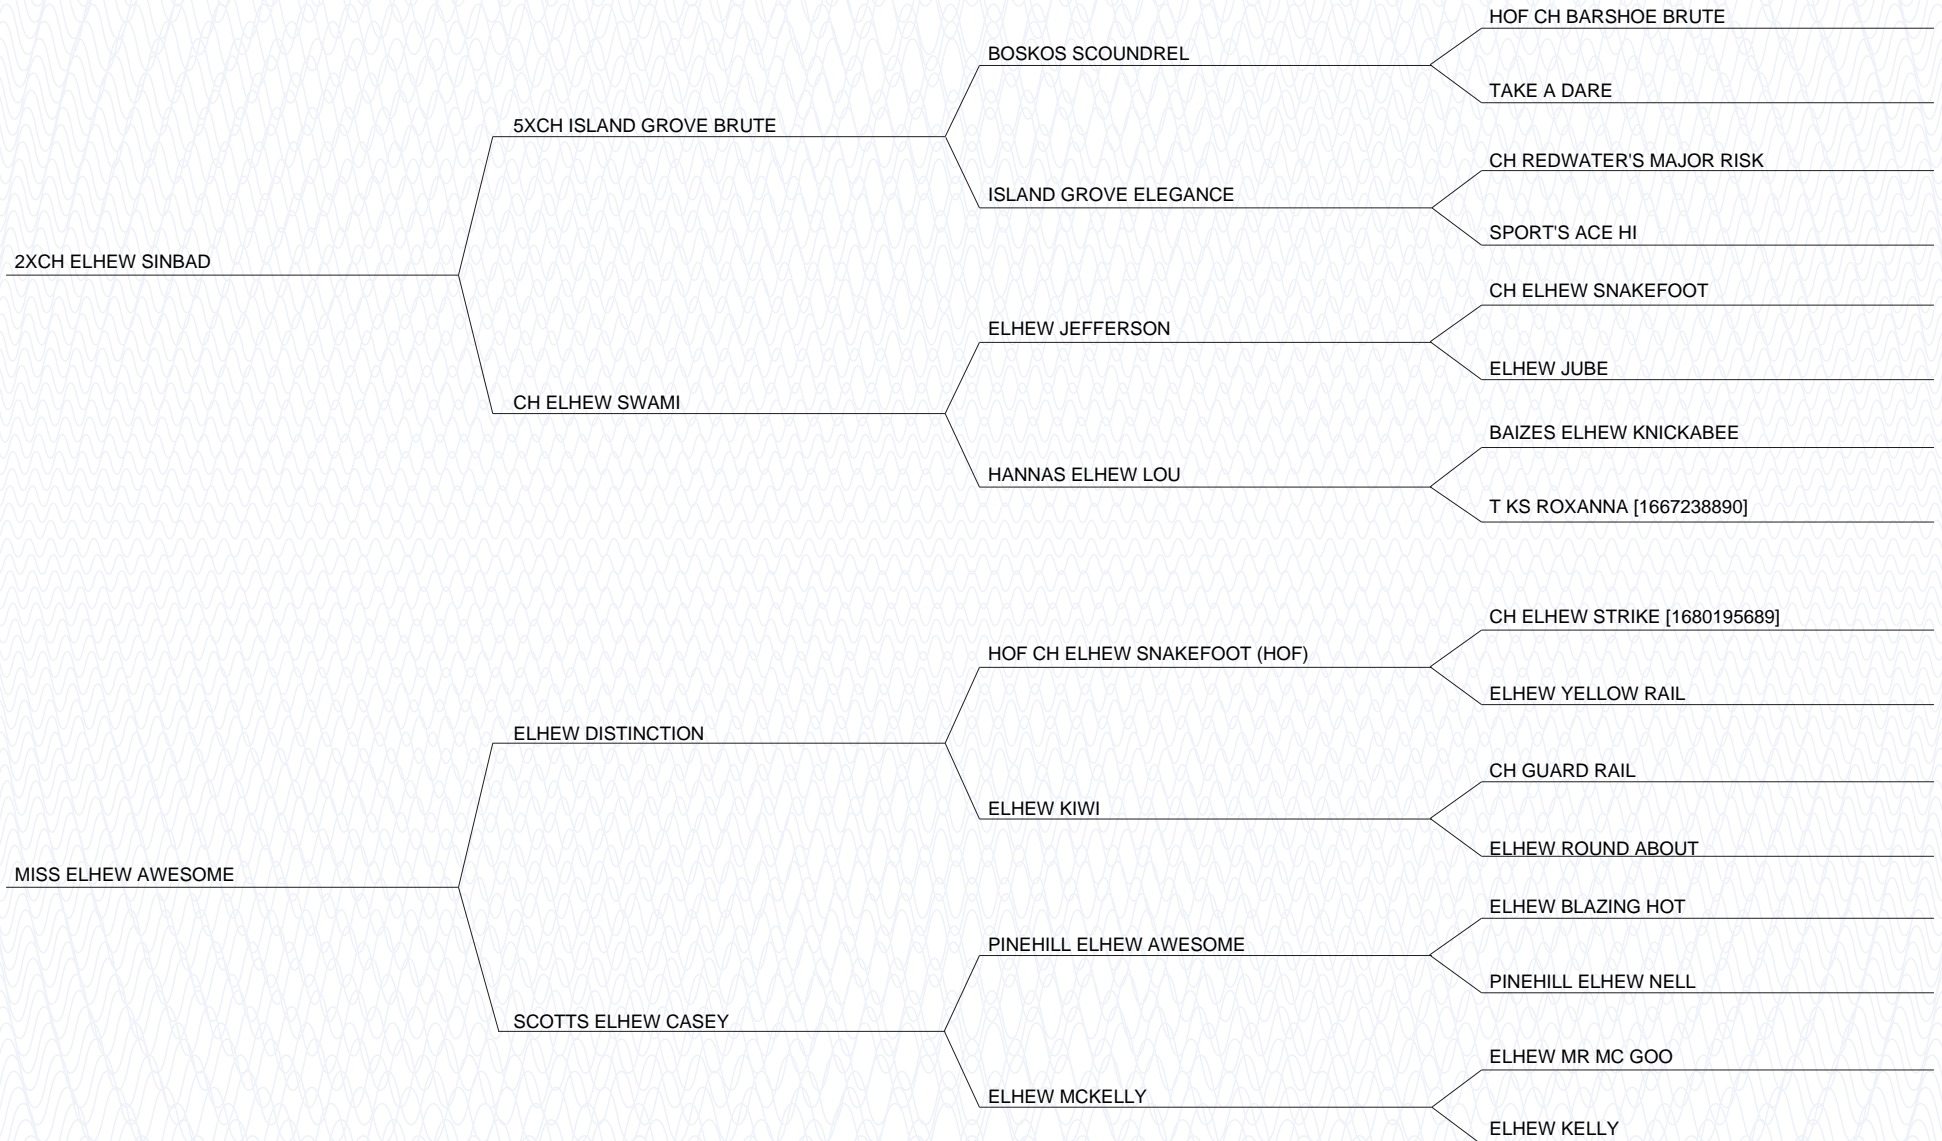 HOF CH BARSHOE BRUTE
BOSKOS SCOUNDREL
TAKE A DARE
5XCH ISLAND GROVE BRUTE
CH REDWATER'S MAJOR RISK
ISLAND GROVE ELEGANCE
SPORT'S ACE HI
2XCH ELHEW SINBAD
CH ELHEW SNAKEFOOT
ELHEW JEFFERSON
ELHEW JUBE
CH ELHEW SWAMI
BAIZES ELHEW KNICKABEE
HANNAS ELHEW LOU
T KS ROXANNA [1667238890]
CH ELHEW STRIKE [1680195689]
HOF CH ELHEW SNAKEFOOT (HOF)
ELHEW YELLOW RAIL
ELHEW DISTINCTION
CH GUARD RAIL
ELHEW KIWI
ELHEW ROUND ABOUT
MISS ELHEW AWESOME
ELHEW BLAZING HOT
PINEHILL ELHEW AWESOME
PINEHILL ELHEW NELL
SCOTTS ELHEW CASEY
ELHEW MR MC GOO
ELHEW MCKELLY
ELHEW KELLY